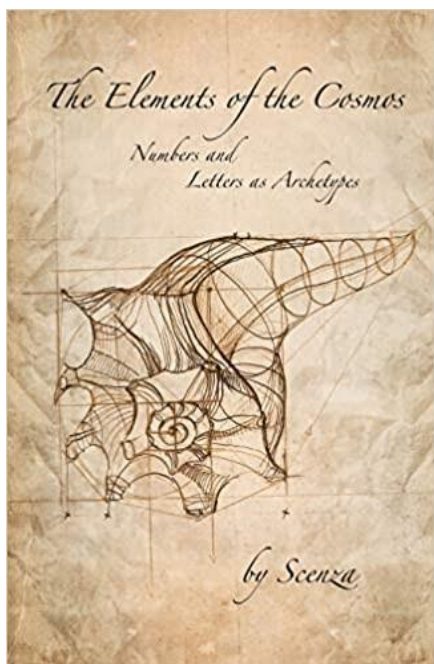 The Elements of the Cosmos
Numbers and
Letters as Archetypes
by Scenza